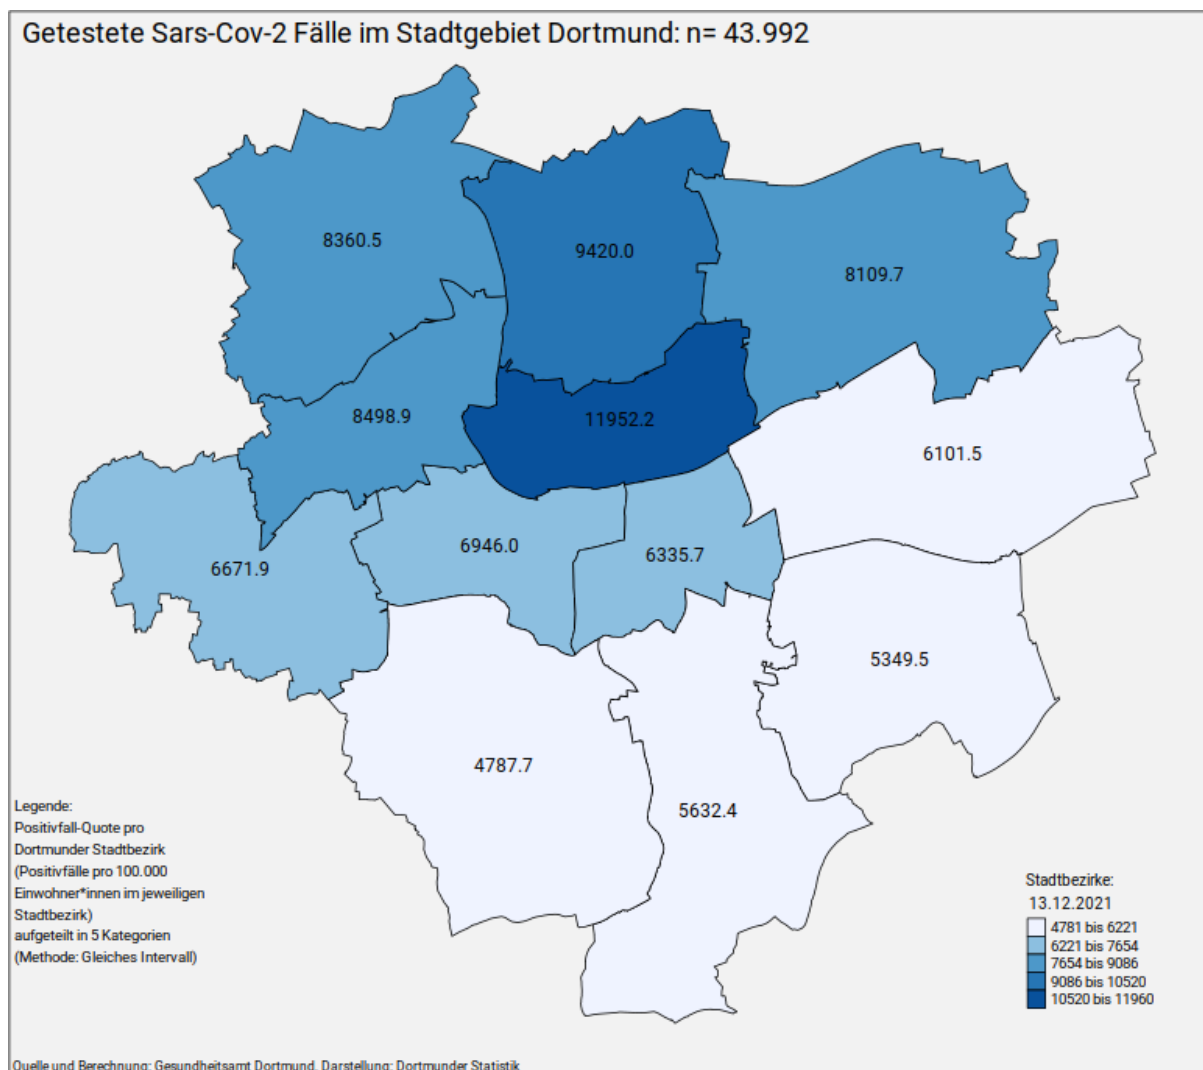 Getestete Sars-Cov-2 Fälle im Stadtgebiet Dortmund: n= 43.992
8360.5
9420.0
8109.7
8498.9
11952.2
6101.5
6671.9
6946.0
6335.7
5349.5
4787.7
5632.4
Legende:
Positivfall-Quote pro
Dortmunder Stadtbezirk
(Positivfälle pro 100.000
Einwohner*innen im jeweiligen
Stadtbezirk)
aufgeteilt in 5 Kategorien
(Methode: Gleiches Intervall)
Stadtbezirke:
13.12.2021
4781 bis 6221
6221 bis 7654
7654 bis 9086
9086 bis 10520
10520 bis 11960
Quelle und Berechnung: Gesundheitsamt Dortmund, Darstellung: Dortmunder Statistik